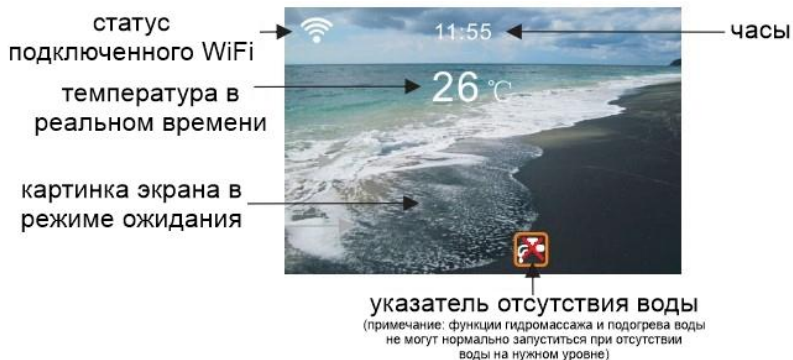 статус
подключенного WiFi
11:55
часы
температура в
реальном времени
26 °C
картинка экрана в
режиме ожидания
указатель отсутствия воды
(примечание: функции гидромассажа и подогрева воды
не могут нормально запуститься при отсутствии
воды на нужном уровне)